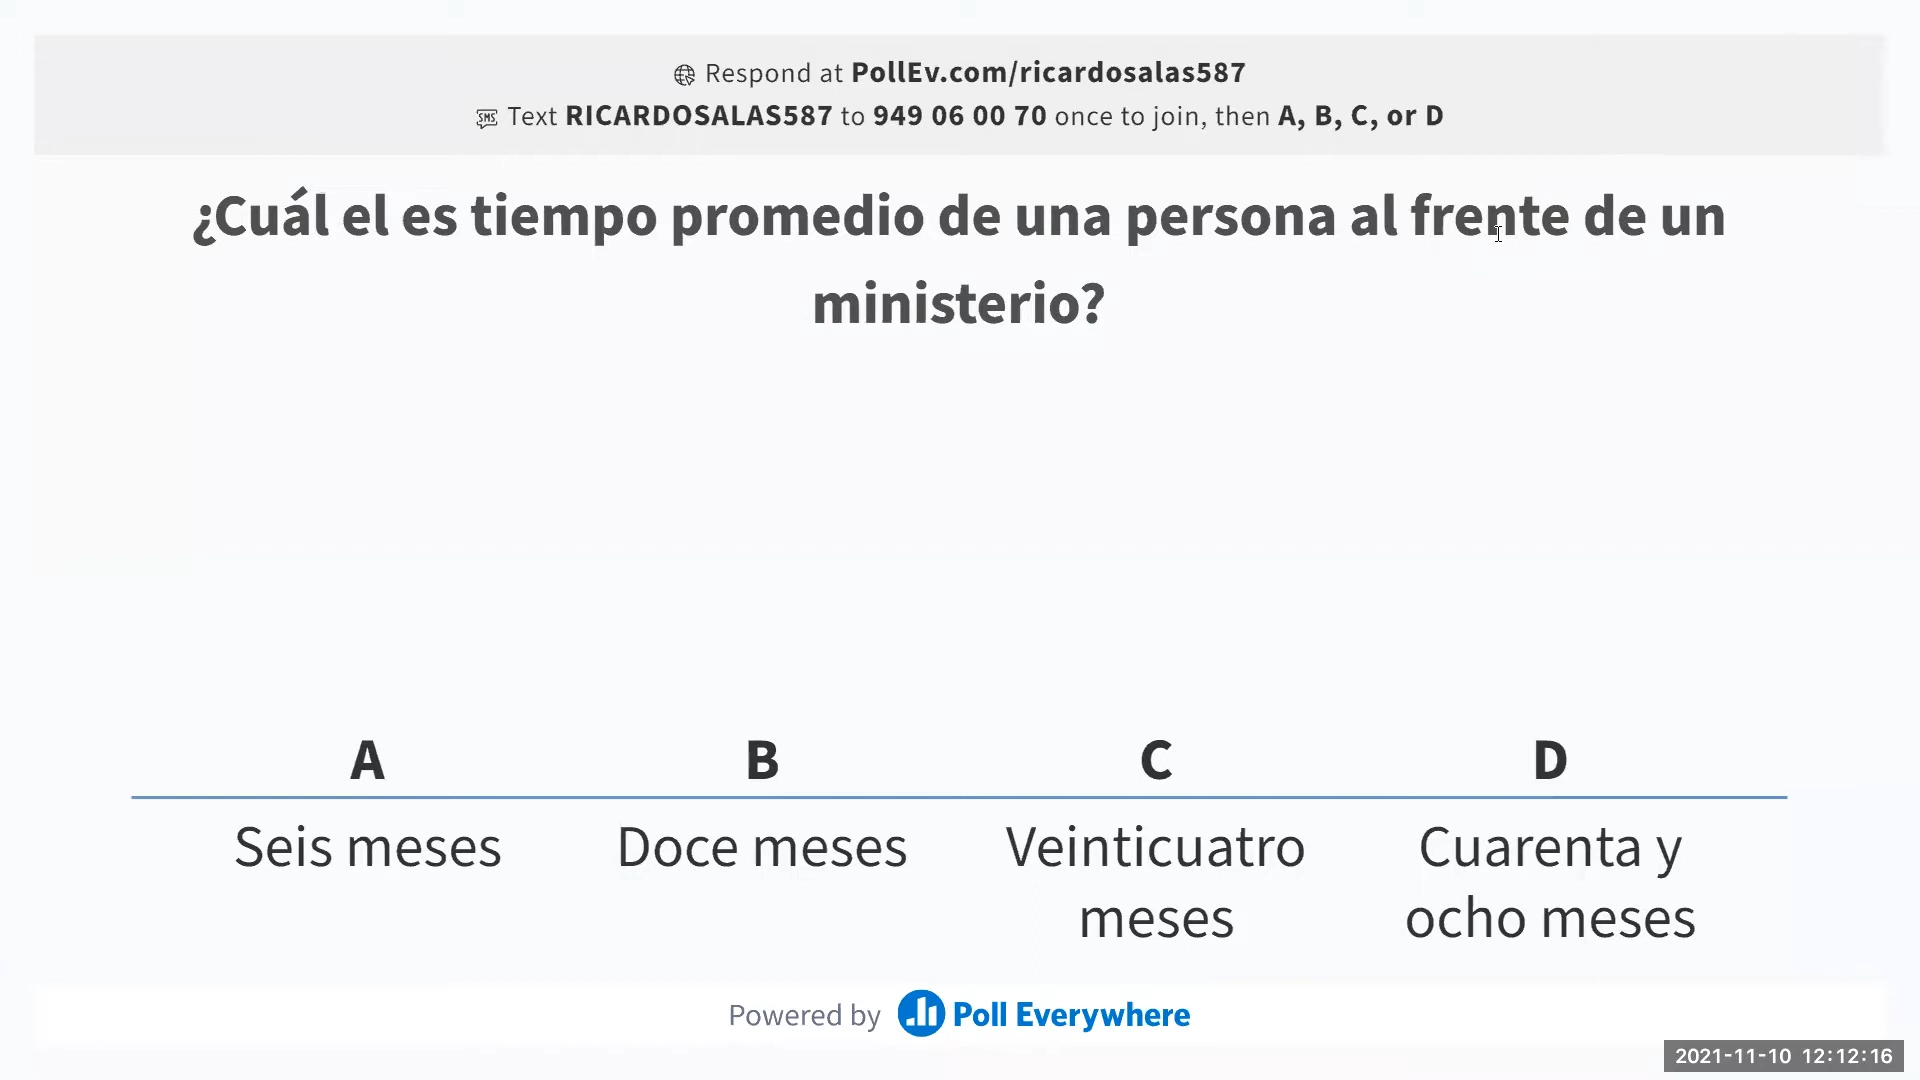 Respond at PollEv.com/ricardosalas587
Text RICARDOSALAS587 to 949 06 00 70 once to join, then A, B, C, or D
¿Cuál el es tiempo promedio de una persona al frente de un
ministerio?
A
B
C
D
Seis meses
Doce meses
Veinticuatro
meses
Cuarenta y
ocho meses
Powered by Poll Everywhere
2021-11-10 12:12:16